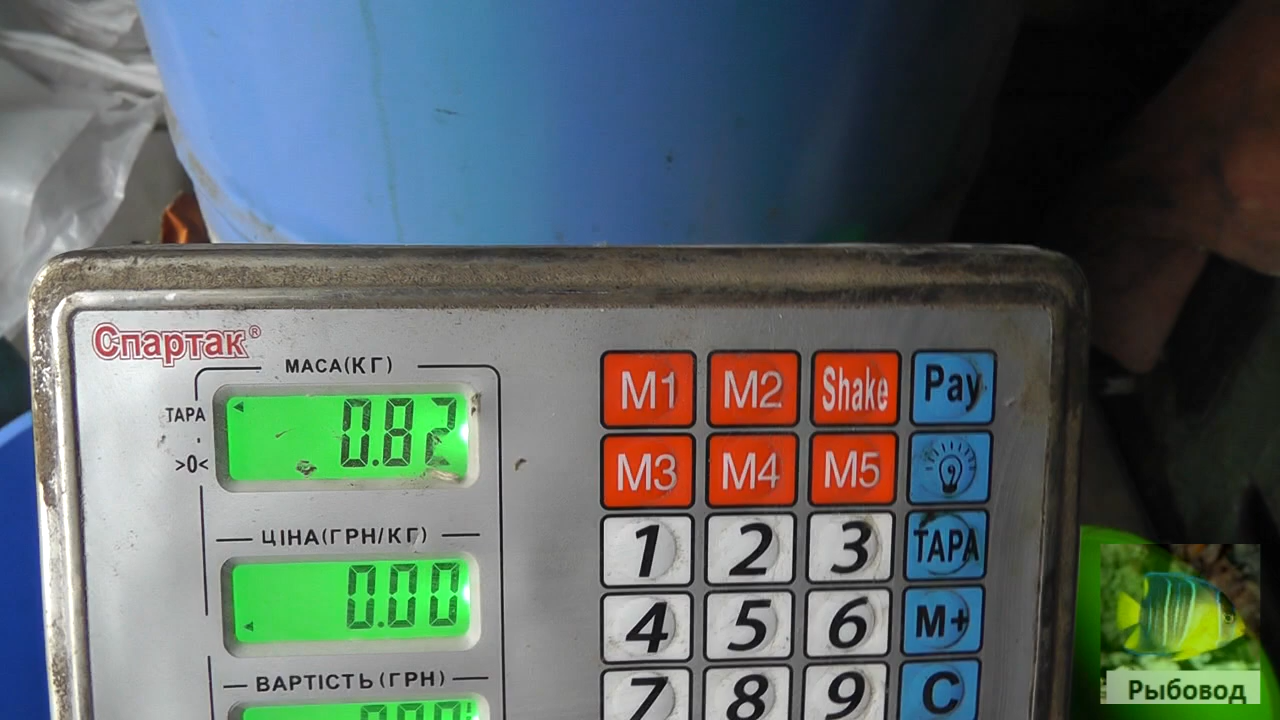 Спартак®
МАСА(КГ)
ТАРА
>0<
0.82
ЦІНА(ГРН/КГ)
0.00
ВАРТІСТЬ(ГРН)
M1 M2 Shake Pay
M3 M4 M5
1 2 3 ТАРА
4 5 6 M+
7 8 9 C
Рыбовод